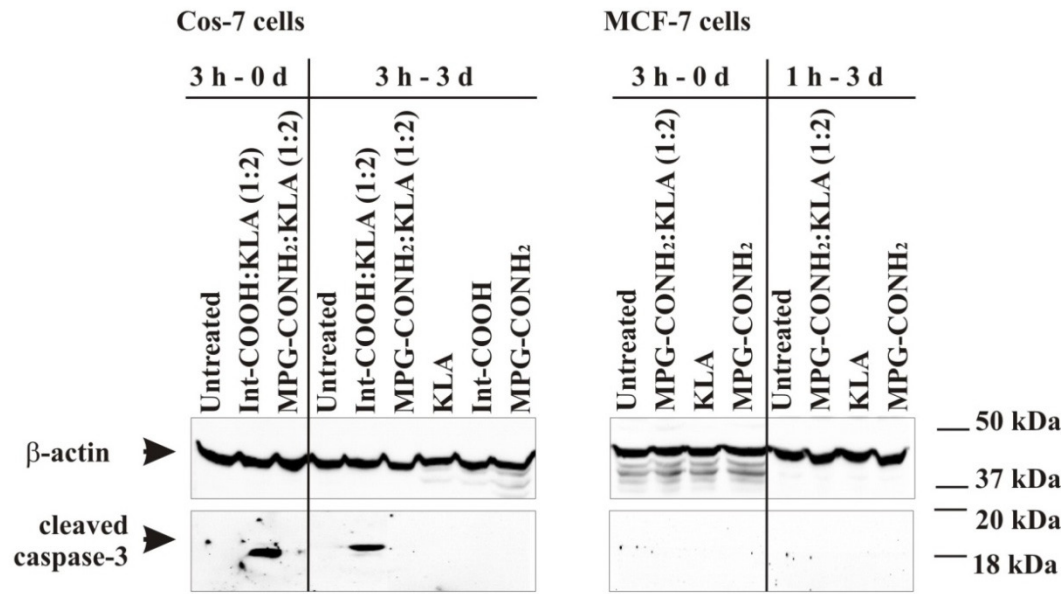 Cos-7 cells
MCF-7 cells
3 h - 0 d
3 h - 3 d
3 h - 0 d
1 h - 3 d
Untreated
Int-COOH:KLA (1:2)
MPG-CONH₂:KLA (1:2)
Untreated
Int-COOH:KLA (1:2)
MPG-CONH₂:KLA (1:2)
KLA
Int-COOH
MPG-CONH₂
Untreated
MPG-CONH₂:KLA (1:2)
KLA
MPG-CONH₂
Untreated
MPG-CONH₂:KLA (1:2)
KLA
MPG-CONH₂
β-actin
50 kDa
37 kDa
cleaved
caspase-3
20 kDa
18 kDa